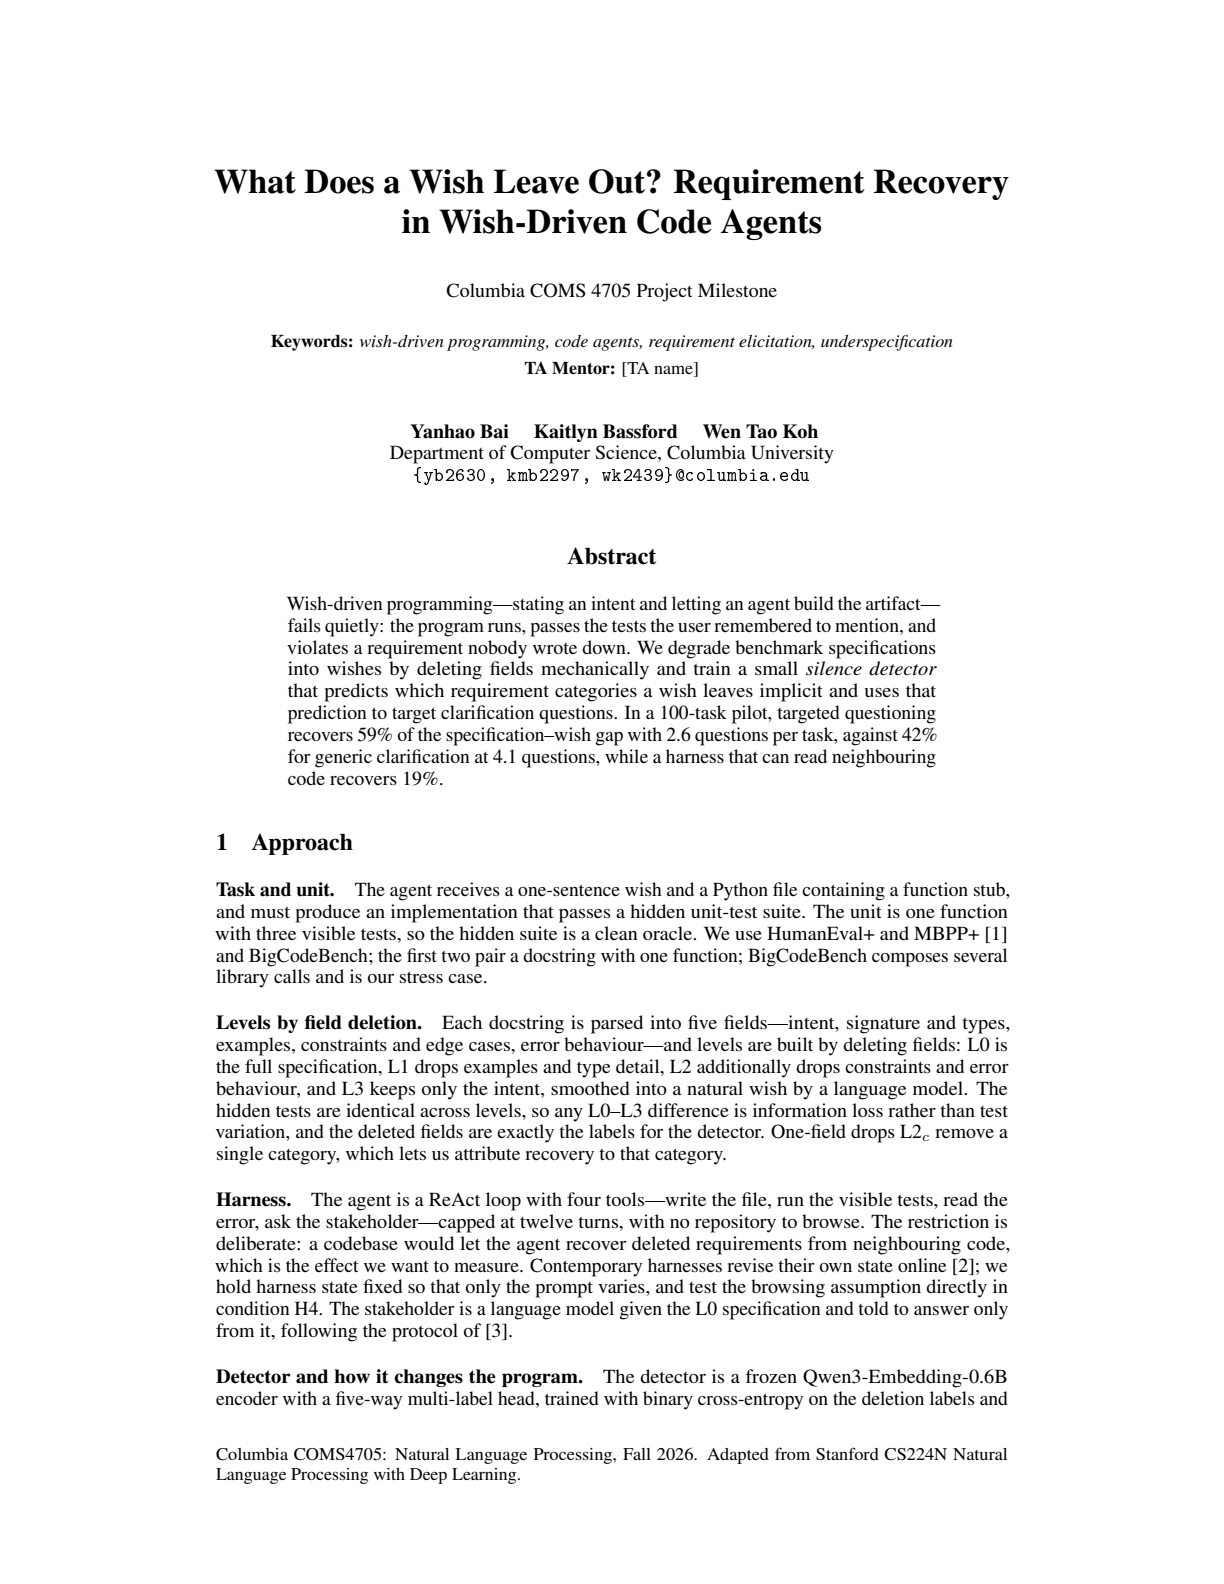 What Does a Wish Leave Out? Requirement Recovery
in Wish-Driven Code Agents
Columbia COMS 4705 Project Milestone
Keywords: wish-driven programming, code agents, requirement elicitation, underspecification
TA Mentor: [TA name]
Yanhao Bai Kaitlyn Bassford Wen Tao Koh
Department of Computer Science, Columbia University
{yb2630, kmb2297, wk2439}@columbia.edu
Abstract
Wish-driven programming—stating an intent and letting an agent build the artifact—
fails quietly: the program runs, passes the tests the user remembered to mention, and
violates a requirement nobody wrote down. We degrade benchmark specifications
into wishes by deleting fields mechanically and train a small silence detector
that predicts which requirement categories a wish leaves implicit and uses that
prediction to target clarification questions. In a 100-task pilot, targeted questioning
recovers 59% of the specification–wish gap with 2.6 questions per task, against 42%
for generic clarification at 4.1 questions, while a harness that can read neighbouring
code recovers 19%.
1 Approach
Task and unit. The agent receives a one-sentence wish and a Python file containing a function stub,
and must produce an implementation that passes a hidden unit-test suite. The unit is one function
with three visible tests, so the hidden suite is a clean oracle. We use HumanEval+ and MBPP+ [1]
and BigCodeBench; the first two pair a docstring with one function; BigCodeBench composes several
library calls and is our stress case.
Levels by field deletion. Each docstring is parsed into five fields—intent, signature and types,
examples, constraints and edge cases, error behaviour—and levels are built by deleting fields: L0 is
the full specification, L1 drops examples and type detail, L2 additionally drops constraints and error
behaviour, and L3 keeps only the intent, smoothed into a natural wish by a language model. The
hidden tests are identical across levels, so any L0–L3 difference is information loss rather than test
variation, and the deleted fields are exactly the labels for the detector. One-field drops L2c remove a
single category, which lets us attribute recovery to that category.
Harness. The agent is a ReAct loop with four tools—write the file, run the visible tests, read the
error, ask the stakeholder—capped at twelve turns, with no repository to browse. The restriction is
deliberate: a codebase would let the agent recover deleted requirements from neighbouring code,
which is the effect we want to measure. Contemporary harnesses revise their own state online [2]; we
hold harness state fixed so that only the prompt varies, and test the browsing assumption directly in
condition H4. The stakeholder is a language model given the L0 specification and told to answer only
from it, following the protocol of [3].
Detector and how it changes the program. The detector is a frozen Qwen3-Embedding-0.6B
encoder with a five-way multi-label head, trained with binary cross-entropy on the deletion labels and
Columbia COMS4705: Natural Language Processing, Fall 2026. Adapted from Stanford CS224N Natural
Language Processing with Deep Learning.